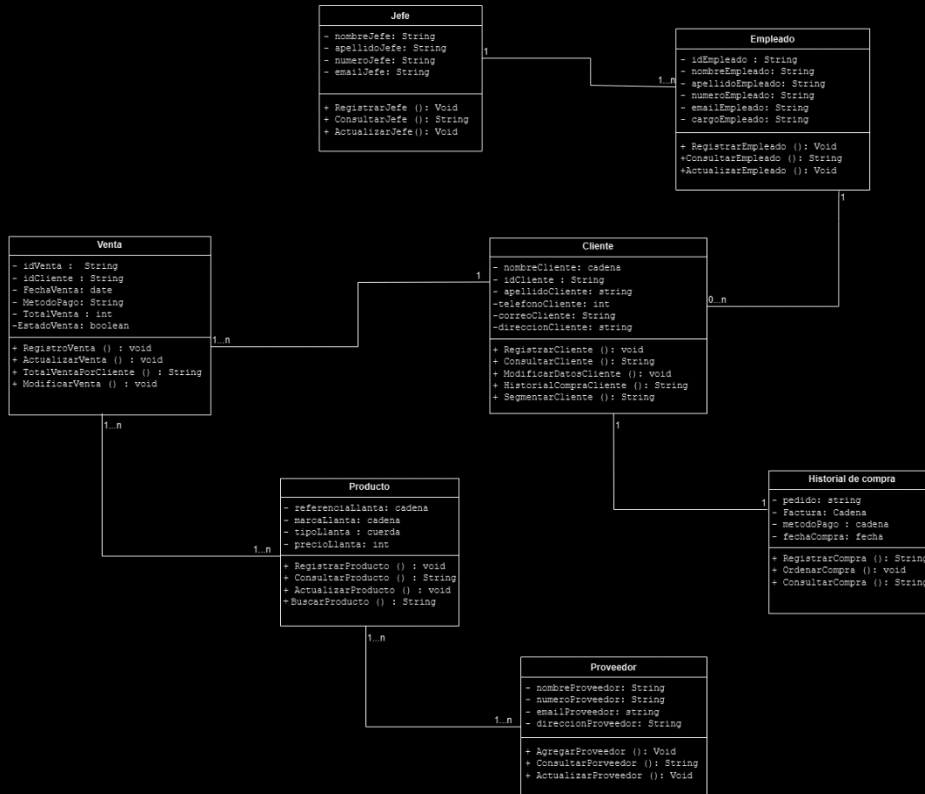 Jefe
- nombreJefe: String
- apellidoJefe: String
- numeroJefe: String
- emailJefe: String
+ RegistrarJefe (): Void
+ ConsultarJefe (): String
+ ActualizarJefe(): Void
1
1...n
Empleado
- idEmpleado : String
- nombreEmpleado: String
- apellidoEmpleado: String
- numeroEmpleado: String
- emailEmpleado: String
- cargoEmpleado: String
+ RegistrarEmpleado (): Void
+ConsultarEmpleado (): String
+ActualizarEmpleado (): Void
1
0...n
Venta
- idVenta : String
- idCliente : String
- FechaVenta: date
- MetodoPago: String
- TotalVenta : int
-EstadoVenta: boolean
+ RegistroVenta () : void
+ ActualizarVenta () : void
+ TotalVentaPorCliente () : String
+ ModificarVenta () : void
1...n
1
Cliente
- nombreCliente: cadena
- idCliente : String
- apellidoCliente: string
-telefonoCliente: int
-correoCliente: String
-direccionCliente: string
+ RegistrarCliente (): void
+ ConsultarCliente (): String
+ ModificarDatosCliente (): void
+ HistorialCompraCliente (): String
+ SegmentarCliente (): String
1
1
Historial de compra
- pedido: string
- Factura: Cadena
- metodoPago : cadena
- fechaCompra: fecha
+ RegistrarCompra (): String
+ OrdenarCompra (): void
+ ConsultarCompra (): String
1...n
1...n
Producto
- referenciaLlanta: cadena
- marcaLlanta: cadena
- tipoLlanta : cuerda
- precioLlanta: int
+ RegistrarProducto () : void
+ ConsultarProducto () : String
+ ActualizarProducto () : void
+BuscarProducto () : String
1...n
1...n
Proveedor
- nombreProveedor: String
- numeroProveedor: String
- emailProveedor: string
- direccionProveedor: String
+ AgregarProveedor (): Void
+ ConsultarPorveedor (): String
+ ActualizarProveedor (): Void